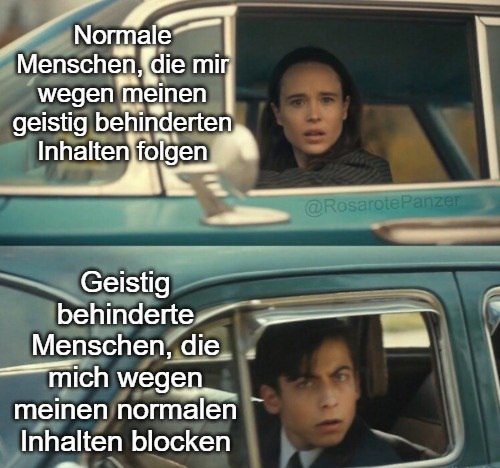 Normale
Menschen, die mir
wegen meinen
geistig behinderten
Inhalten folgen
@RosarotePanzer
Geistig
behinderte
Menschen, die
mich wegen
meinen normalen
Inhalten blocken